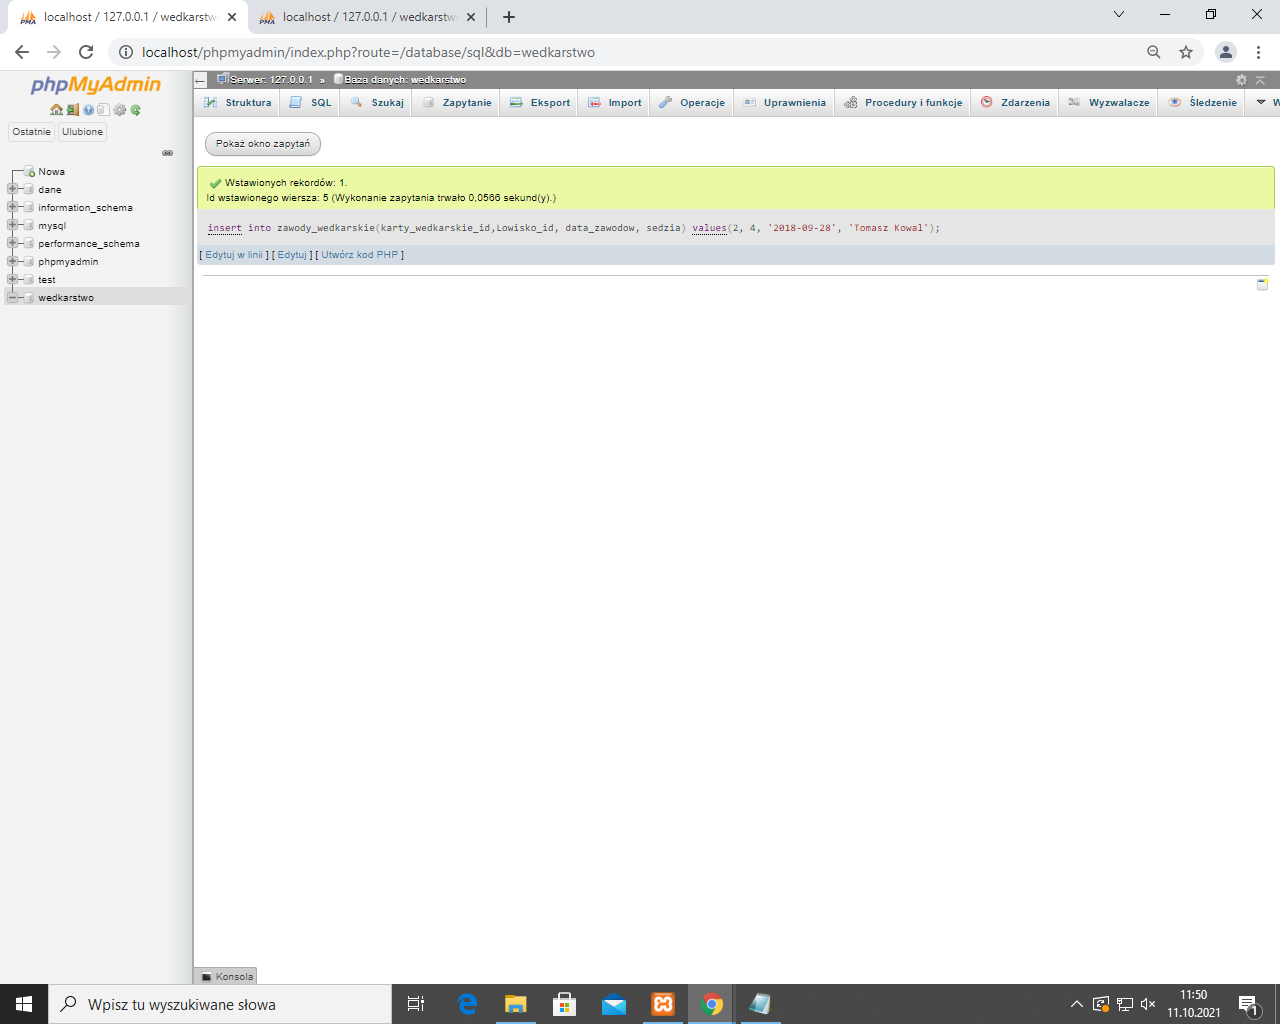 localhost / 127.0.0.1 / wedkarstw
localhost / 127.0.0.1 / wedkarstw
localhost/phpmyadmin/index.php?route=/database/sql&db=wedkarstwo
phpMyAdmin
Ostatnie Ulubione
Nowa
dane
information_schema
mysql
performance_schema
phpmyadmin
test
wedkarstwo
Serwer: 127.0.0.1 » Baza danych: wedkarstwo
Struktura SQL Szukaj Zapytanie Eksport Import Operacje Uprawnienia Procedury i funkcje Zdarzenia Wyzwalacze Śledzenie W
Pokaż okno zapytań
Wstawionych rekordów: 1.
Id wstawionego wiersza: 5 (Wykonanie zapytania trwało 0,0566 sekund(y).)
insert into zawody_wedkarskie(karty_wedkarskie_id,Lowisko_id, data_zawodow, sedzia) values(2, 4, '2018-09-28', 'Tomasz Kowal');
[ Edytuj w linii ] [ Edytuj ] [ Utwórz kod PHP ]
Konsola
Wpisz tu wyszukiwane słowa
11:50
11.10.2021
1